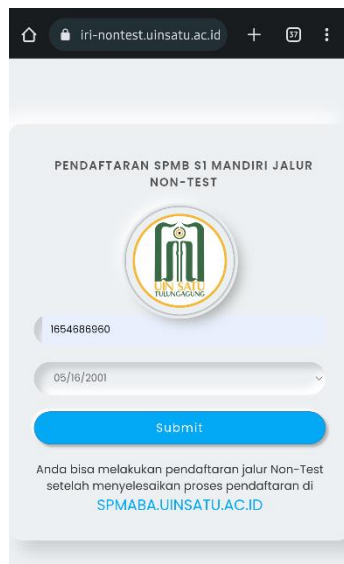 iri-nontest.uinsatu.ac.id
37
PENDAFTARAN SPMB S1 MANDIRI JALUR
NON-TEST
UIN SATU
TULUNGAGUNG
1654686960
05/16/2001
Submit
Anda bisa melakukan pendaftaran jalur Non-Test
setelah menyelesaikan proses pendaftaran di
SPMABA.UINSATU.AC.ID